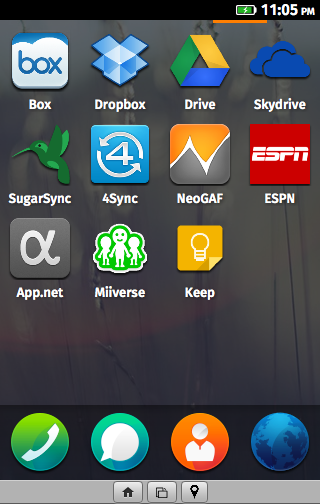 11:05 PM
box
Box Dropbox Drive Skydrive
4 ESPN
SugarSync 4Sync NeoGAF ESPN
α
App.net Miiverse Keep